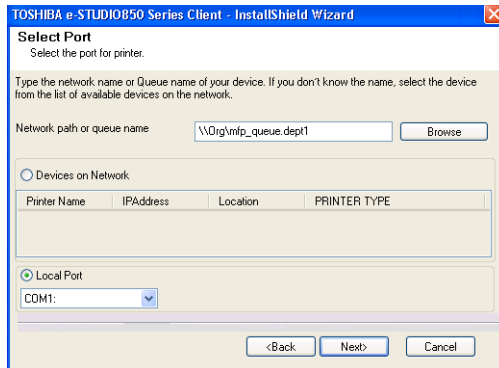 TOSHIBA e-STUDIO850 Series Client - InstallShield Wizard
Select Port
Select the port for printer.
Type the network name or Queue name of your device. If you don't know the name, select the device
from the list of available devices on the network.
Network path or queue name
\\Org\mfp_queue.dept1
Browse
Devices on Network
Printer Name IPAddress Location PRINTER TYPE
Local Port
COM1:
<Back Next> Cancel